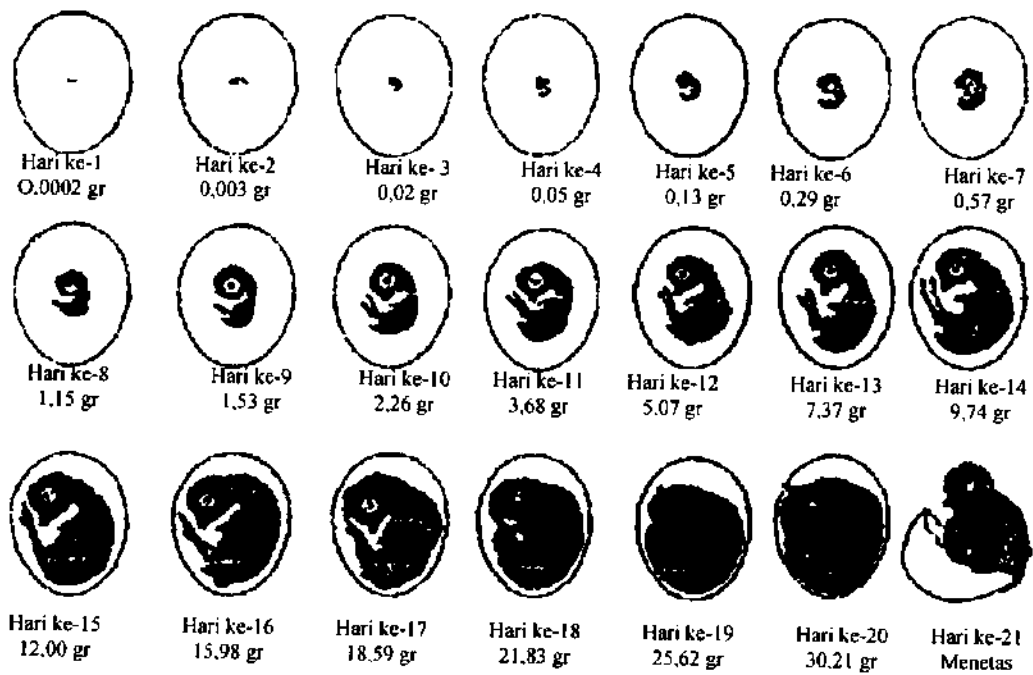 Hari ke-1
O.0002 gr
Hari ke-2
0,003 gr
Hari ke- 3
0,02 gr
Hari ke-4
0,05 gr
Hari ke-5
0,13 gr
Hari ke-6
0,29 gr
Hari ke-7
0,57 gr
Hari ke-8
1,15 gr
Hari ke-9
1,53 gr
Hari ke-10
2,26 gr
Hari ke-11
3,68 gr
Hari ke-12
5.07 gr
Hari ke-13
7,37 gr
Hari ke-14
9,74 gr
Hari ke-15
12,00 gr
Hari ke-16
15,98 gr
Hari ke-17
18,59 gr
Hari ke-18
21,83 gr
Hari ke-19
25,62 gr
Hari ke-20
30,21 gr
Hari ke-21
Menetas